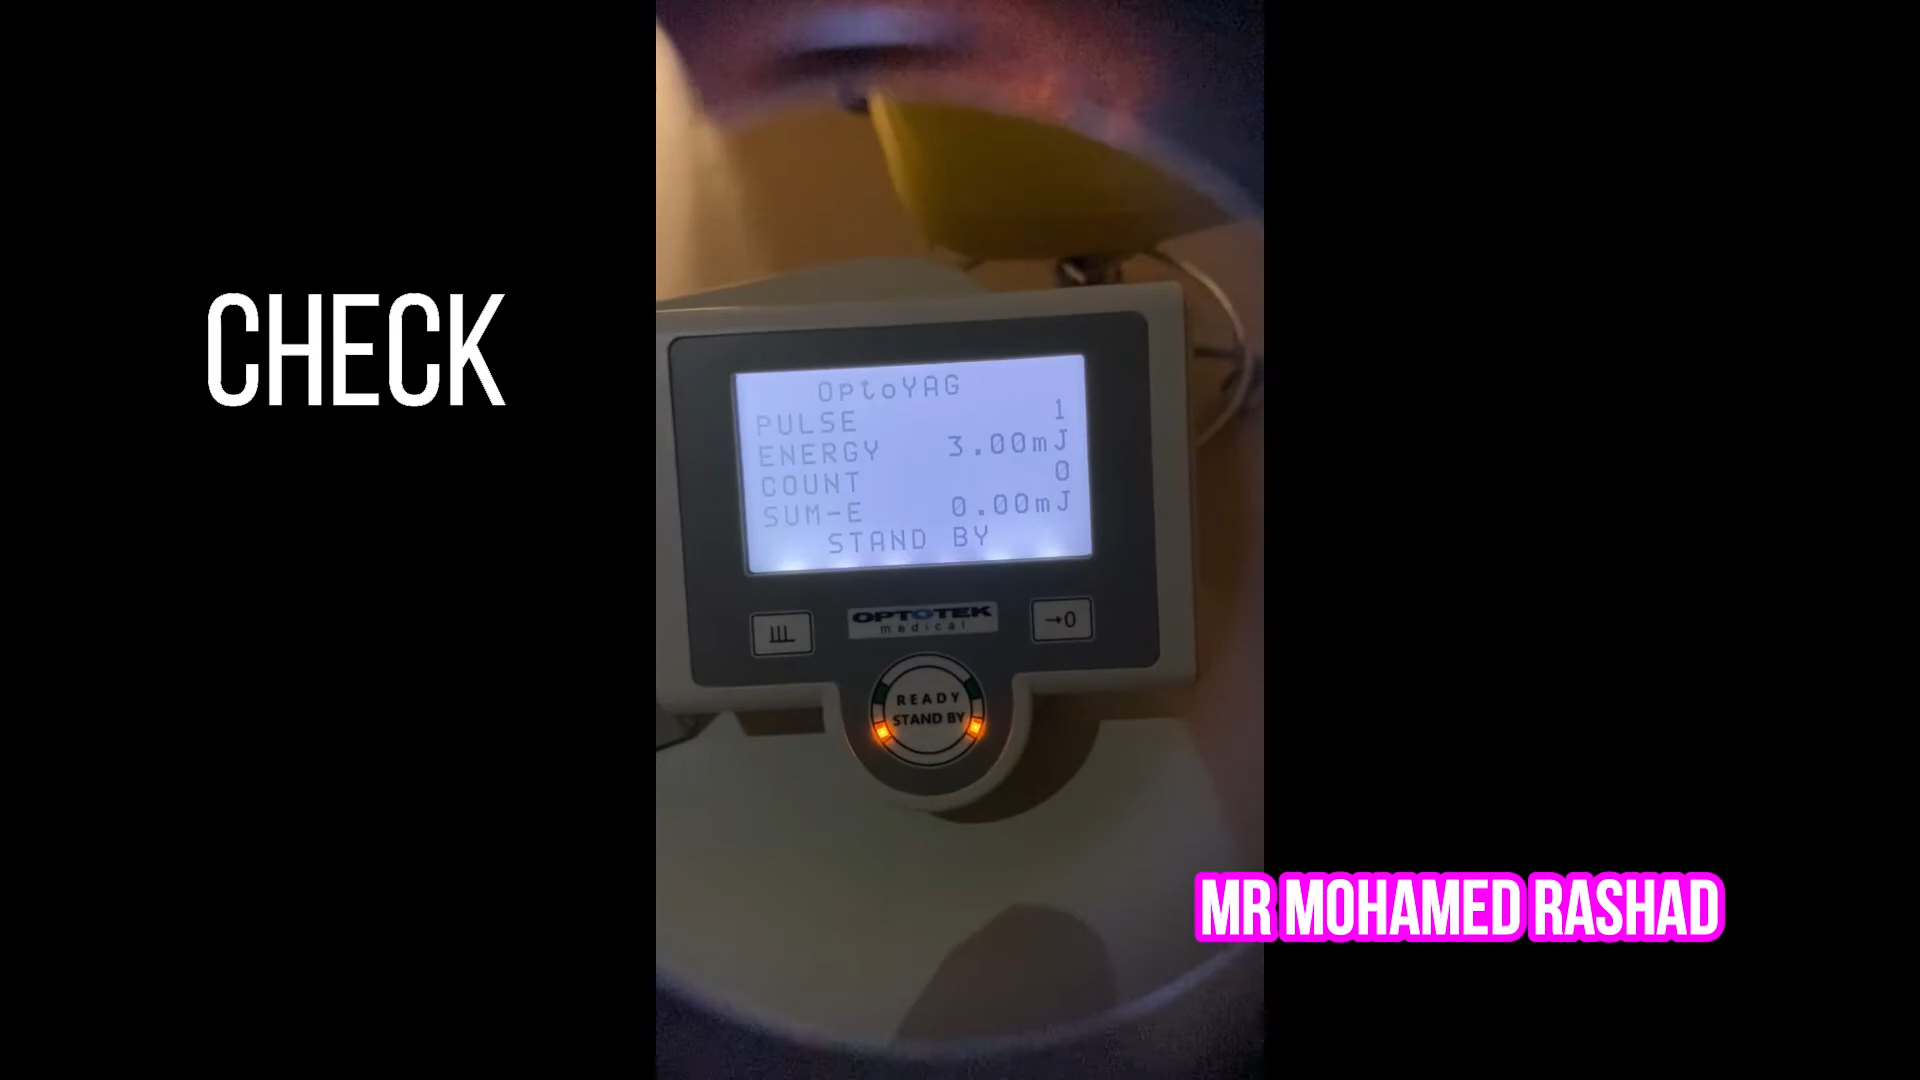 CHECK
OptoYAG
PULSE 1
ENERGY 3.00mJ
COUNT 0
SUM-E 0.00mJ
STAND BY
OPTOTEK
medical
→0
READY
STAND BY
MR MOHAMED RASHAD